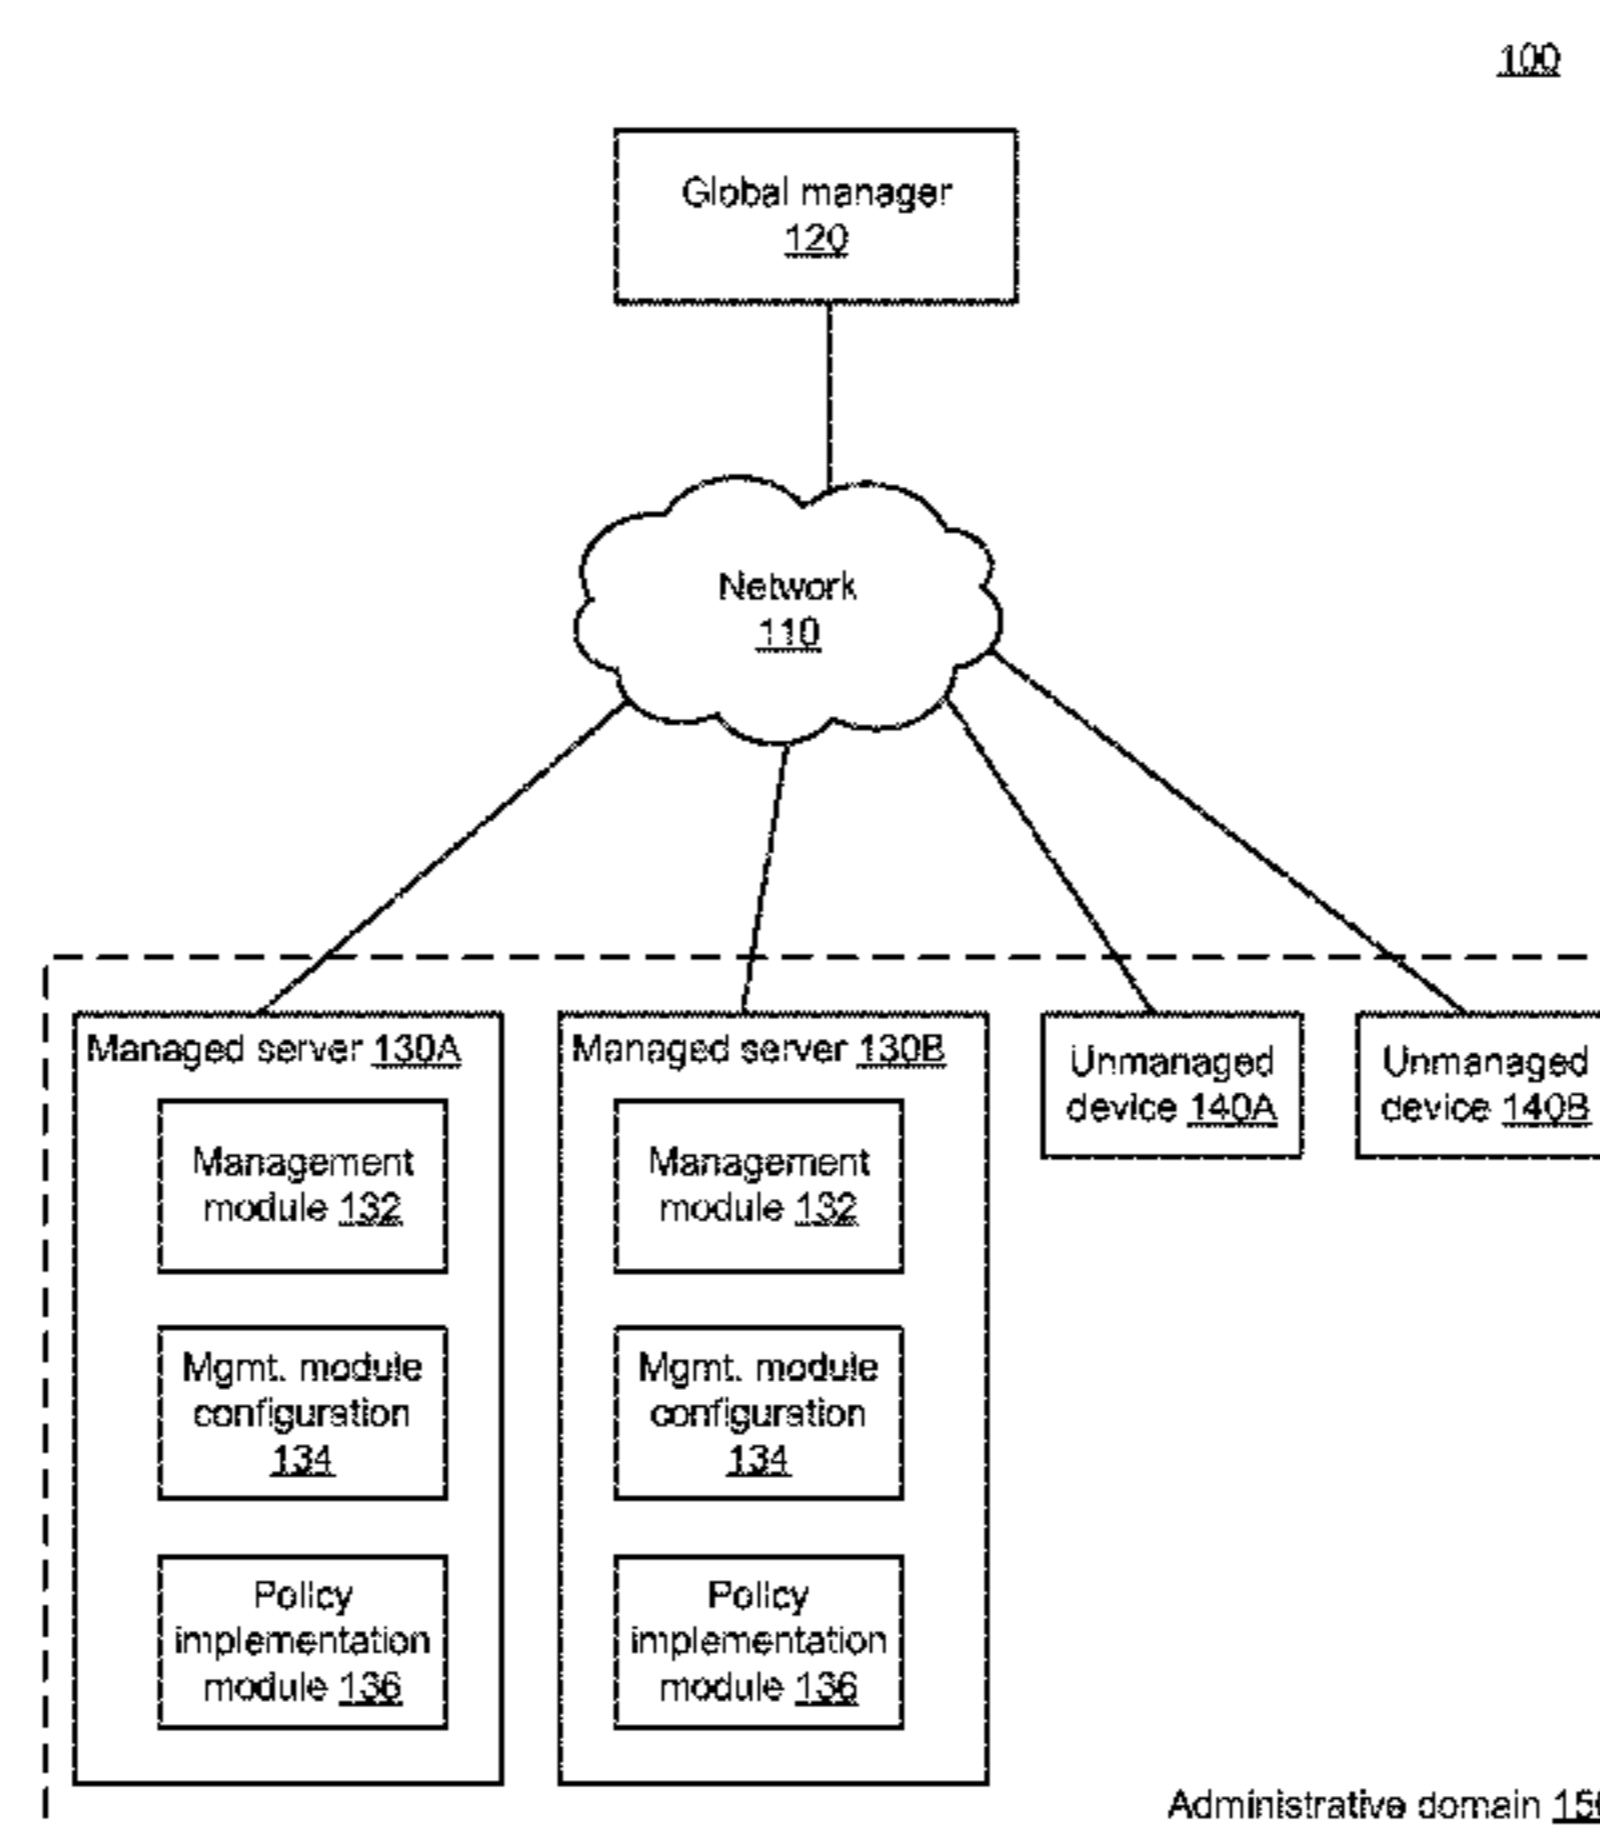 100
Global manager
120
Network
110
Managed server 130A
Management
module 132
Mgmt. module
configuration
134
Policy
implementation
module 136
Managed server 130B
Management
module 132
Mgmt. module
configuration
134
Policy
implementation
module 136
Unmanaged
device 140A
Unmanaged
device 140B
Administrative domain